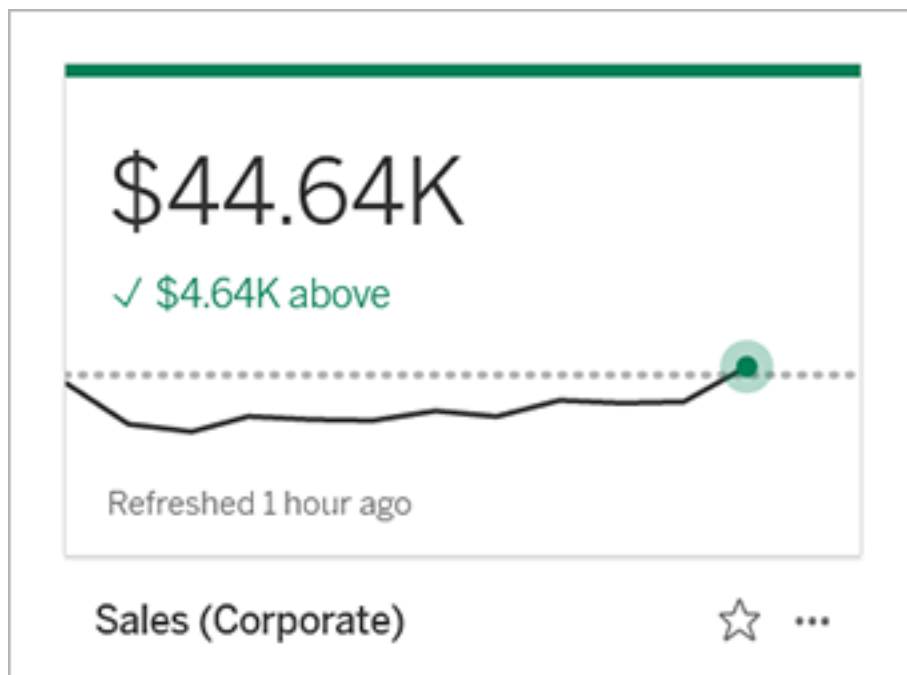 $44.64K
✓ $4.64K above
Refreshed 1 hour ago
Sales (Corporate)